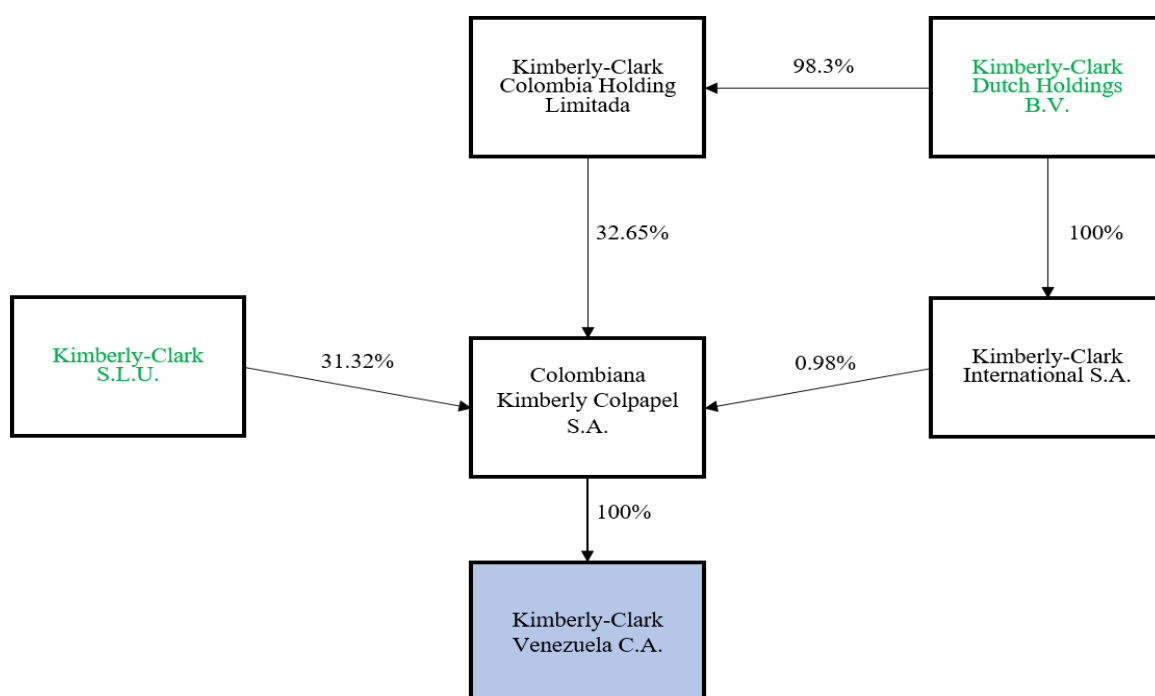 Kimberly-Clark
Colombia Holding
Limitada
98.3%
Kimberly-Clark
Dutch Holdings
B.V.
32.65%
100%
Kimberly-Clark
S.L.U.
31.32%
Colombiana
Kimberly Colpapel
S.A.
0.98%
Kimberly-Clark
International S.A.
100%
Kimberly-Clark
Venezuela C.A.